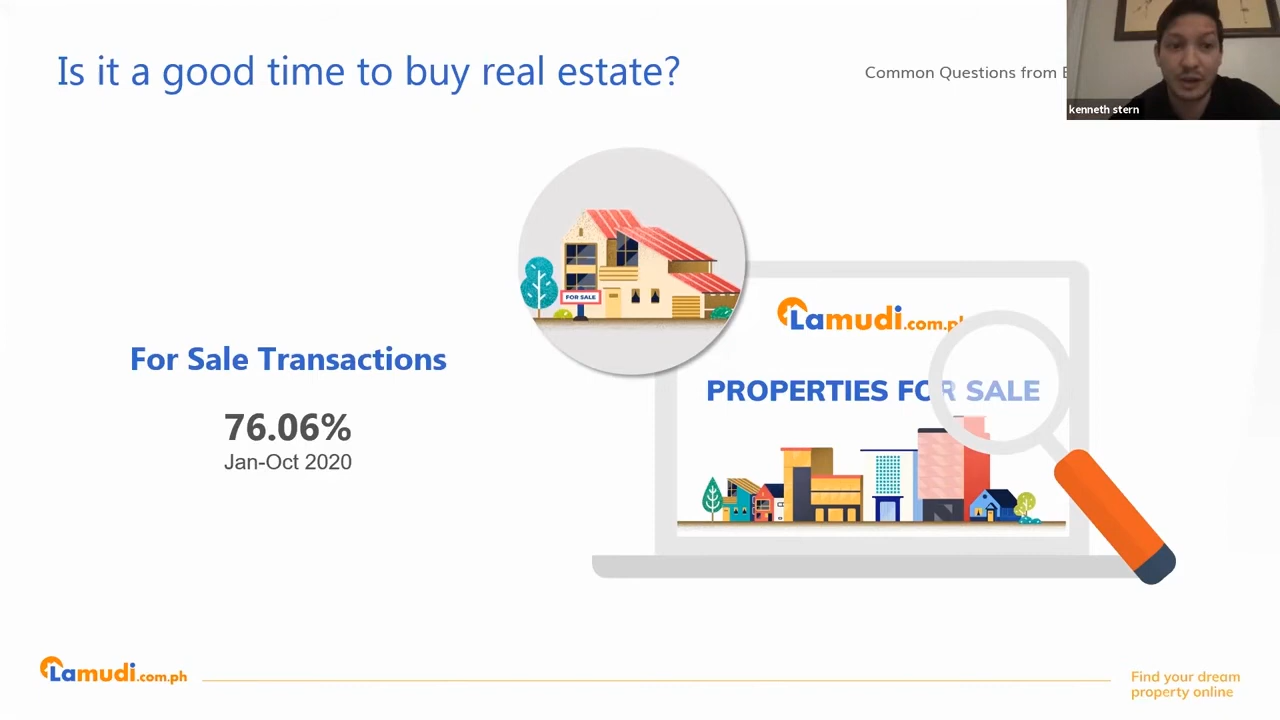 Is it a good time to buy real estate?
Common Questions from
kenneth stern
FOR SALE
Lamudi.com.ph
PROPERTIES FOR SALE
For Sale Transactions
76.06%
Jan-Oct 2020
Lamudi.com.ph
Find your dream
property online